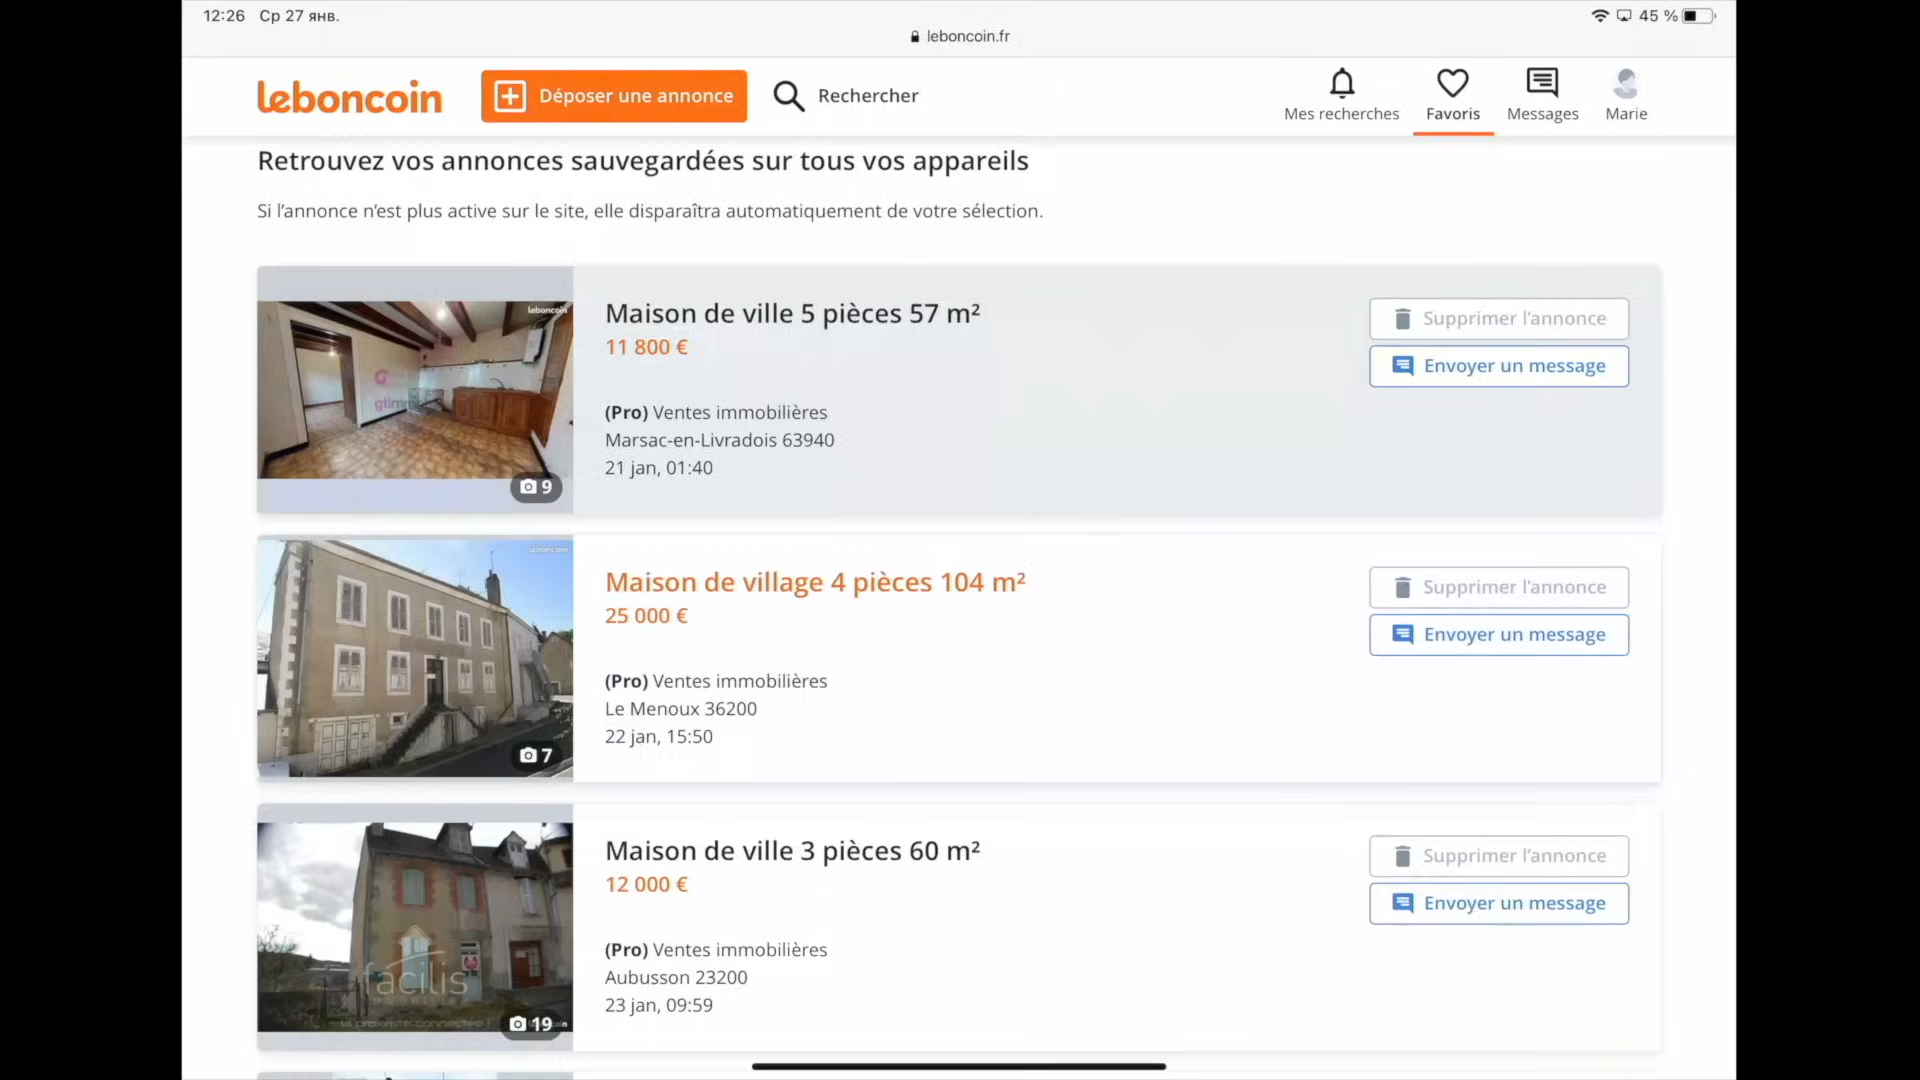 12:26 Ср 27 янв.
45 %
leboncoin.fr
leboncoin
Déposer une annonce
Rechercher
Mes recherches
Favoris
Messages
Marie
Retrouvez vos annonces sauvegardées sur tous vos appareils
Si l'annonce n'est plus active sur le site, elle disparaîtra automatiquement de votre sélection.
leboncoin
9
Maison de ville 5 pièces 57 m²
11 800 €
(Pro) Ventes immobilières
Marsac-en-Livradois 63940
21 jan, 01:40
Supprimer l'annonce
Envoyer un message
leboncoin
7
Maison de village 4 pièces 104 m²
25 000 €
(Pro) Ventes immobilières
Le Menoux 36200
22 jan, 15:50
Supprimer l'annonce
Envoyer un message
facilis
19
Maison de ville 3 pièces 60 m²
12 000 €
(Pro) Ventes immobilières
Aubusson 23200
23 jan, 09:59
Supprimer l'annonce
Envoyer un message